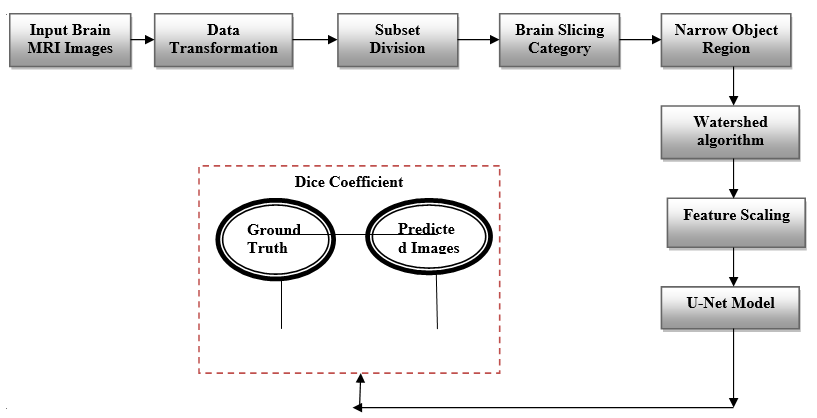 Input Brain
MRI Images
Data
Transformation
Subset
Division
Brain Slicing
Category
Narrow Object
Region
Watershed
algorithm
Feature Scaling
U-Net Model
Dice Coefficient
Ground
Truth
Predicte
d Images